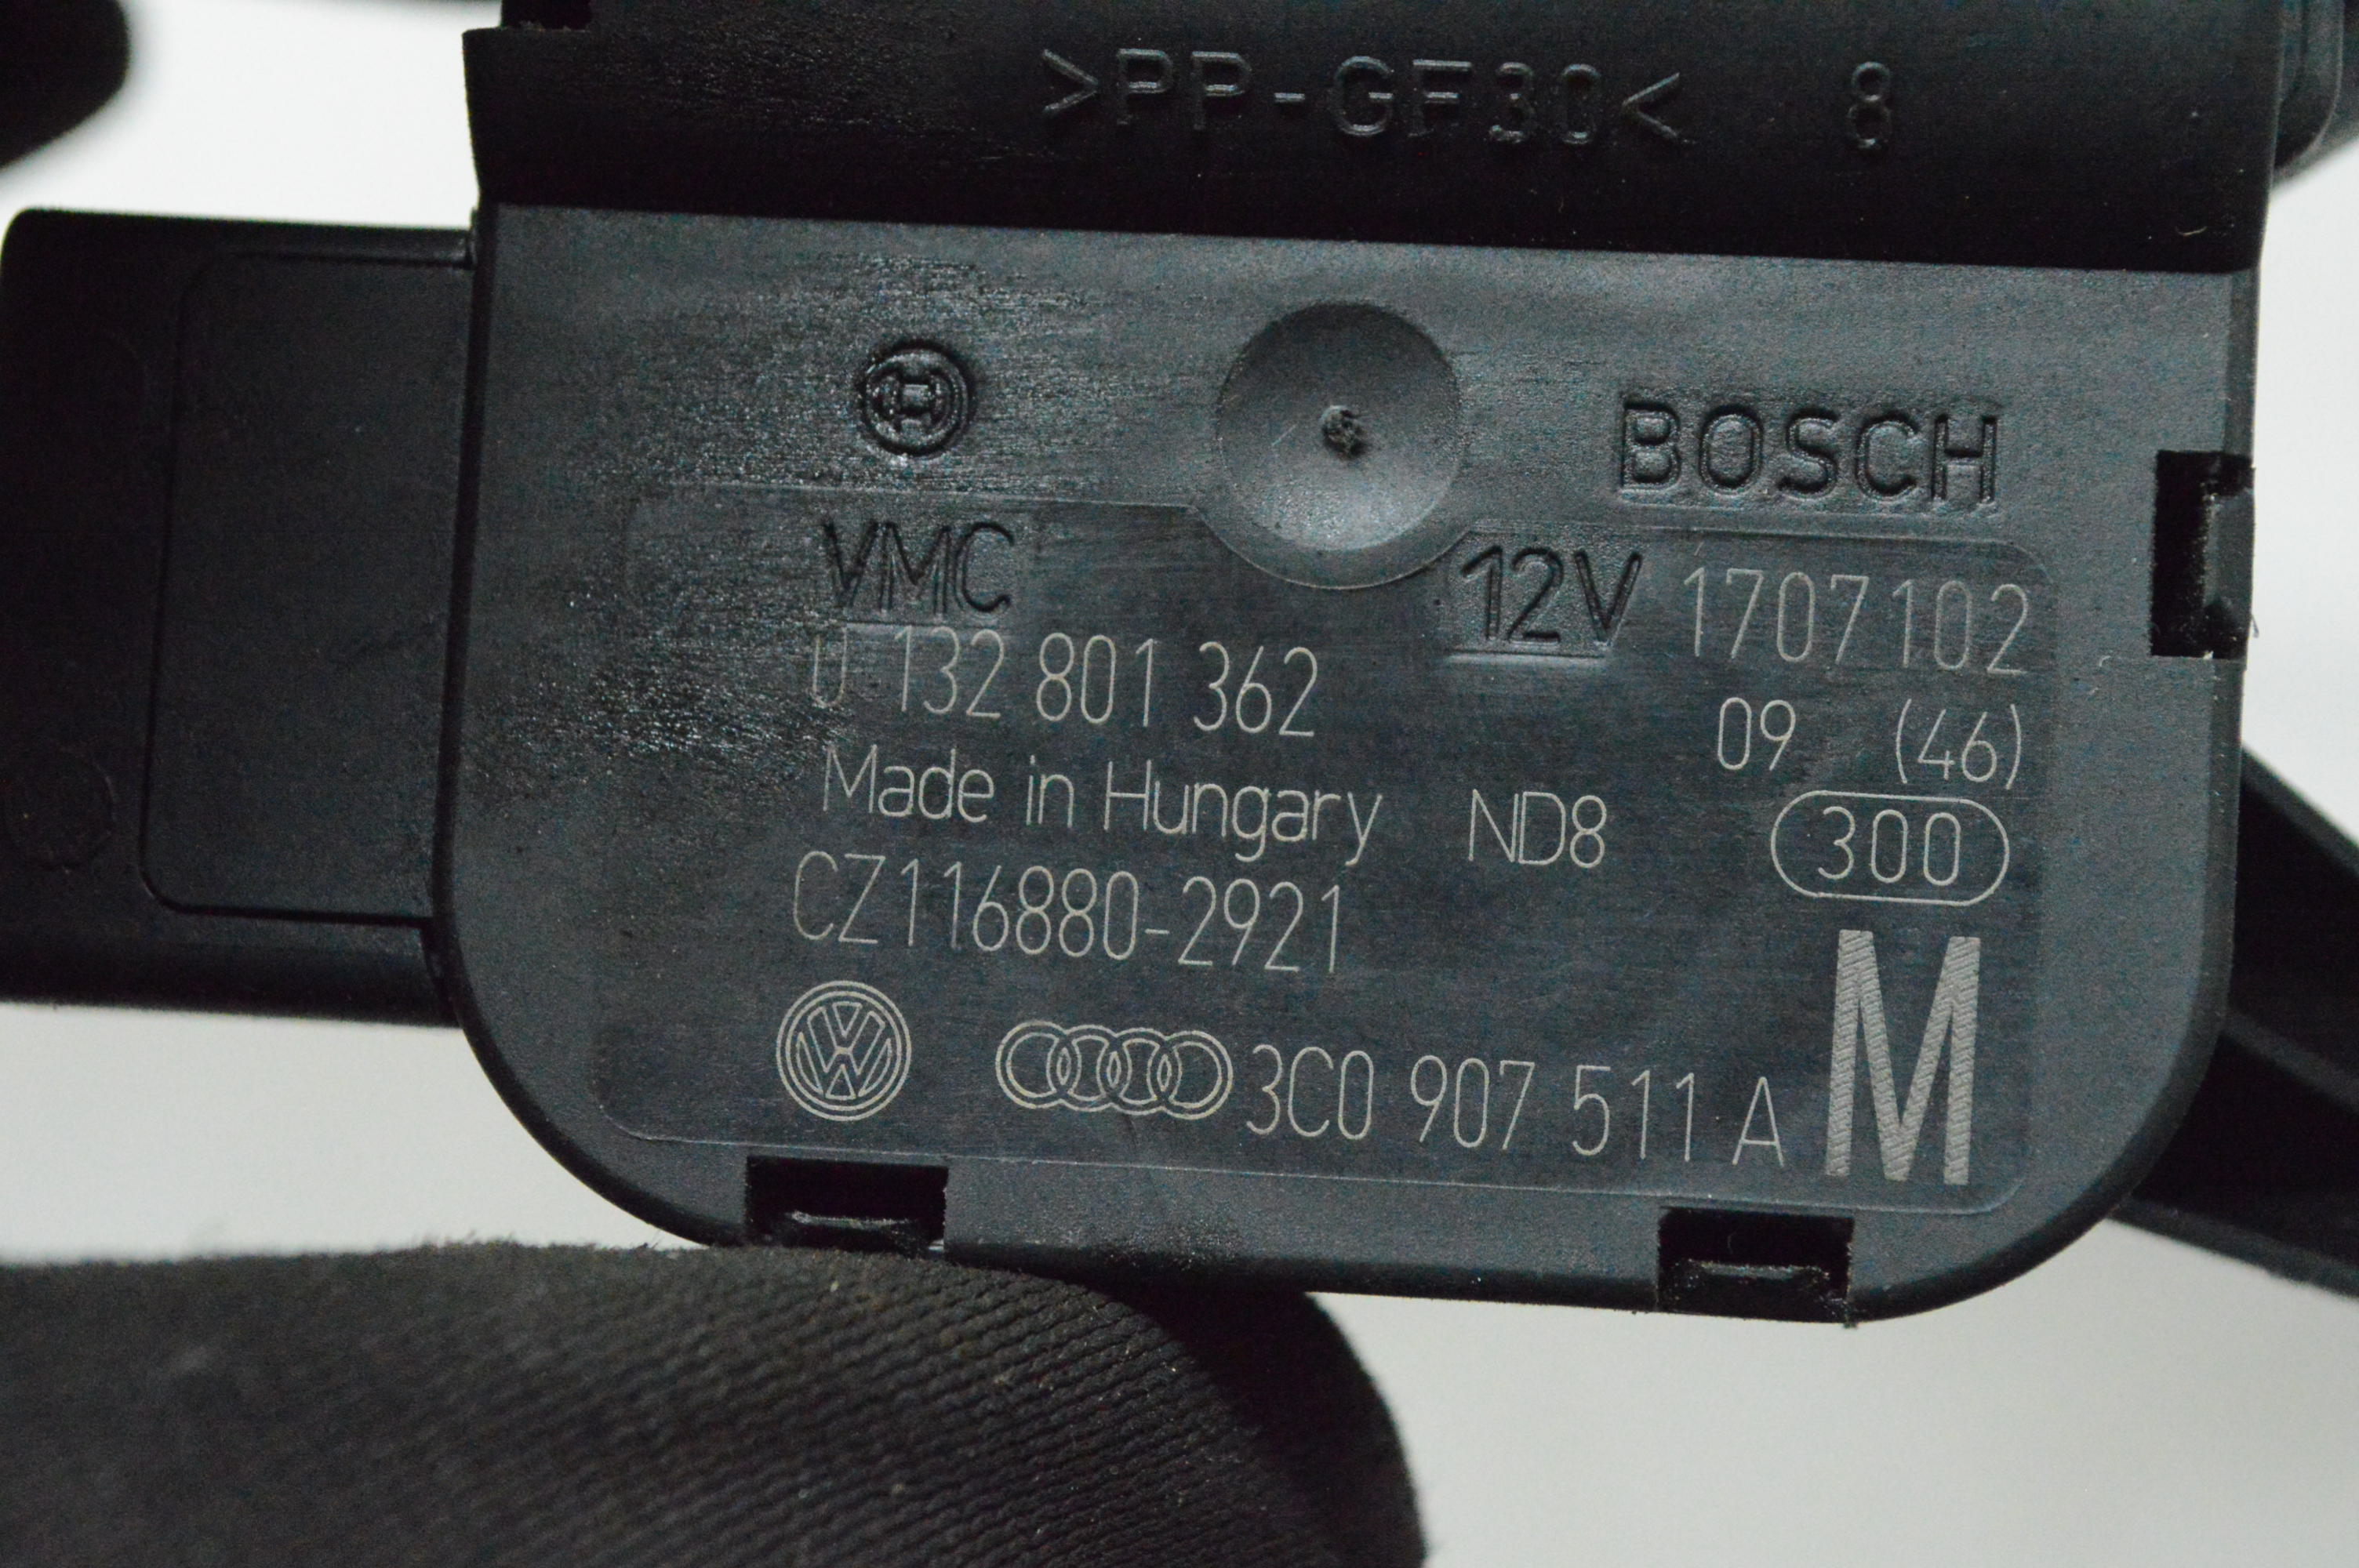 >PP-GF30< 8
BOSCH
VMC 12V 1707102
0 132 801 362 09 (46)
Made in Hungary ND8 300
CZ116880-2921
3C0 907 511 A M